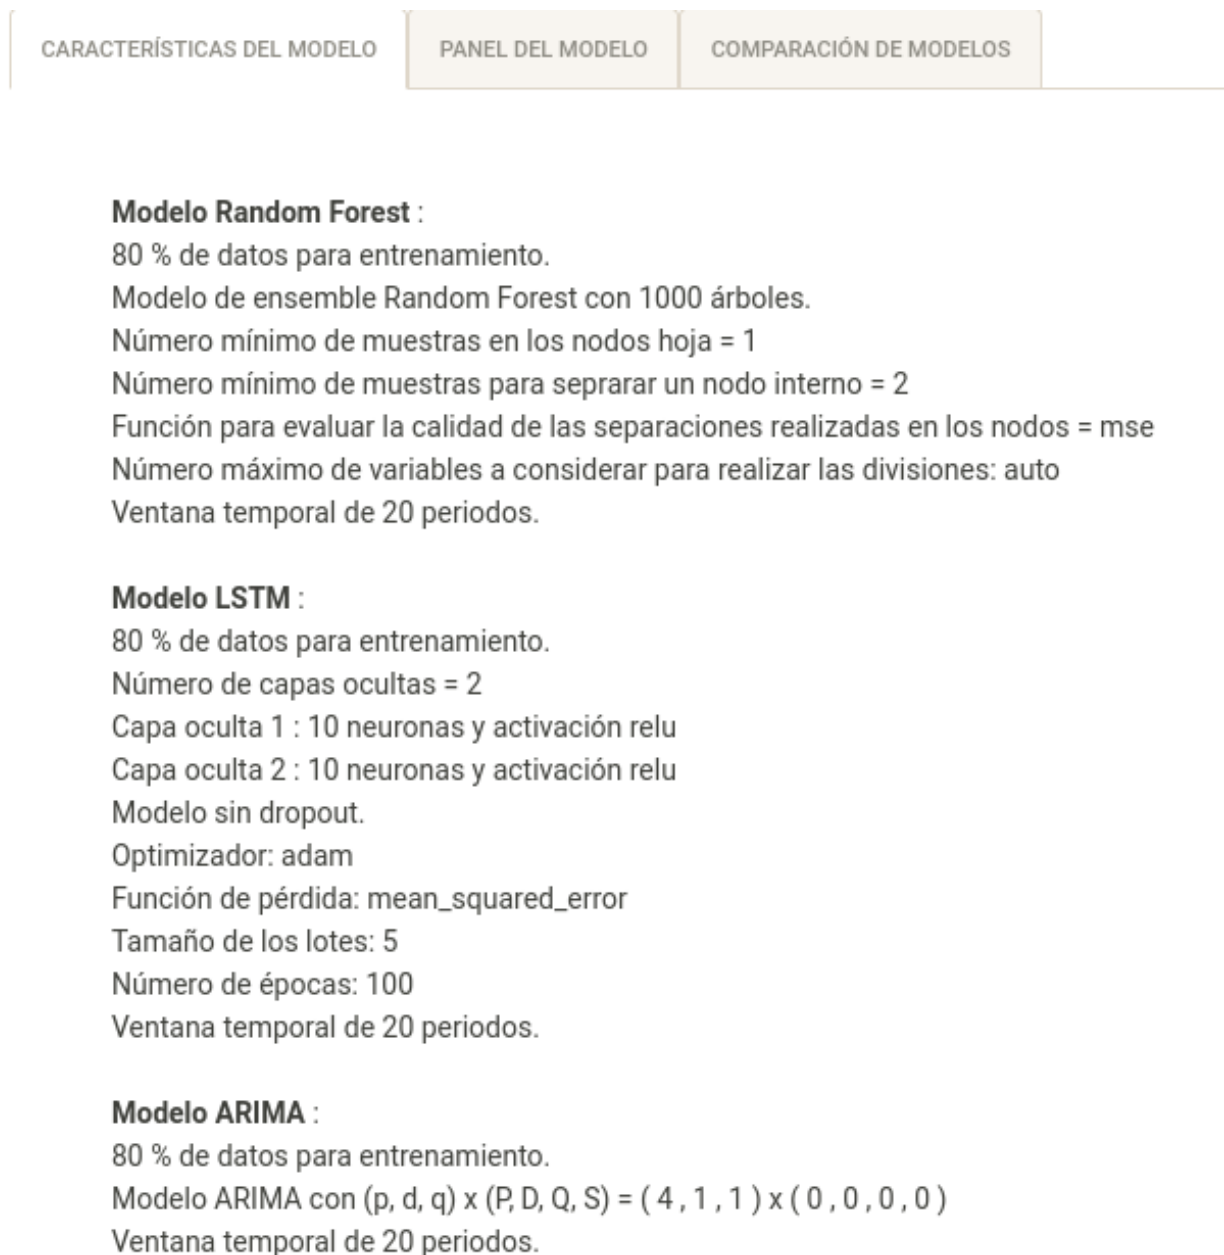 CARACTERÍSTICAS DEL MODELO
PANEL DEL MODELO
COMPARACIÓN DE MODELOS
Modelo Random Forest :
80 % de datos para entrenamiento.
Modelo de ensemble Random Forest con 1000 árboles.
Número mínimo de muestras en los nodos hoja = 1
Número mínimo de muestras para seprarar un nodo interno = 2
Función para evaluar la calidad de las separaciones realizadas en los nodos = mse
Número máximo de variables a considerar para realizar las divisiones: auto
Ventana temporal de 20 periodos.
Modelo LSTM :
80 % de datos para entrenamiento.
Número de capas ocultas = 2
Capa oculta 1 : 10 neuronas y activación relu
Capa oculta 2 : 10 neuronas y activación relu
Modelo sin dropout.
Optimizador: adam
Función de pérdida: mean_squared_error
Tamaño de los lotes: 5
Número de épocas: 100
Ventana temporal de 20 periodos.
Modelo ARIMA :
80 % de datos para entrenamiento.
Modelo ARIMA con (p, d, q) x (P, D, Q, S) = ( 4 , 1 , 1 ) x ( 0 , 0 , 0 , 0 )
Ventana temporal de 20 periodos.